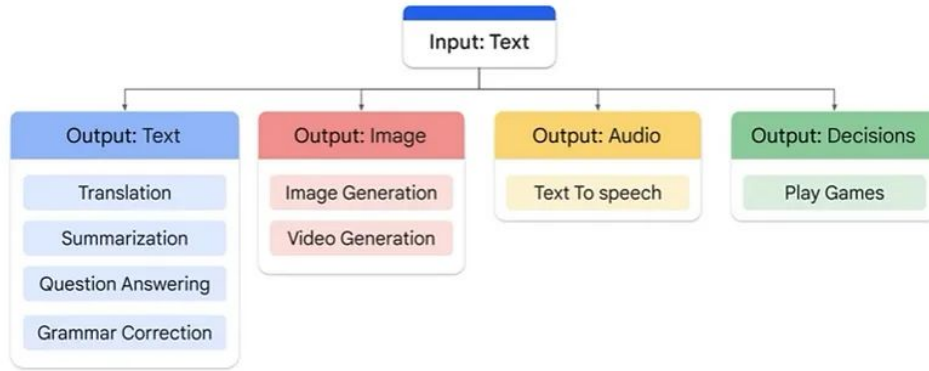 Input: Text
Output: Text
Translation
Summarization
Question Answering
Grammar Correction
Output: Image
Image Generation
Video Generation
Output: Audio
Text To speech
Output: Decisions
Play Games